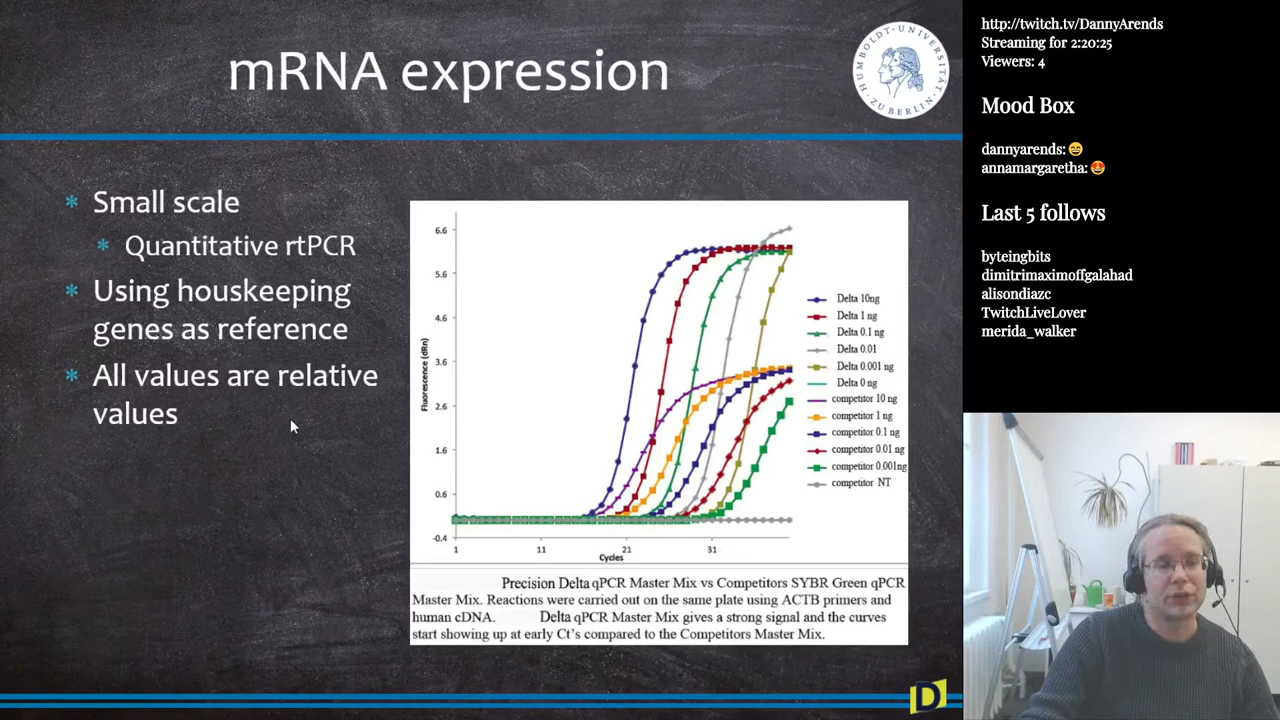 mRNA expression
HUMBOLDT-UNIVERSITÄT
ZU BERLIN
* Small scale
* Quantitative rtPCR
* Using houskeeping
genes as reference
* All values are relative
values
6.6
5.6
4.6
3.6
2.6
1.6
0.6
-0.4
Fluorescence (dRn)
1 11 21 31
Cycles
Delta 10ng
Delta 1 ng
Delta 0.1 ng
Delta 0.01
Delta 0.001 ng
Delta 0 ng
competitor 10 ng
competitor 1 ng
competitor 0.1 ng
competitor 0.01 ng
competitor 0.001ng
competitor NT
Precision Delta qPCR Master Mix vs Competitors SYBR Green qPCR
Master Mix. Reactions were carried out on the same plate using ACTB primers and
human cDNA. Delta qPCR Master Mix gives a strong signal and the curves
start showing up at early Ct's compared to the Competitors Master Mix.
D
http://twitch.tv/DannyArends
Streaming for 2:20:25
Viewers: 4
Mood Box
dannyarends: 😄
annamargaretha: 😍
Last 5 follows
byteingbits
dimitrimaximoffgalahad
alisondiazc
TwitchLiveLover
merida_walker